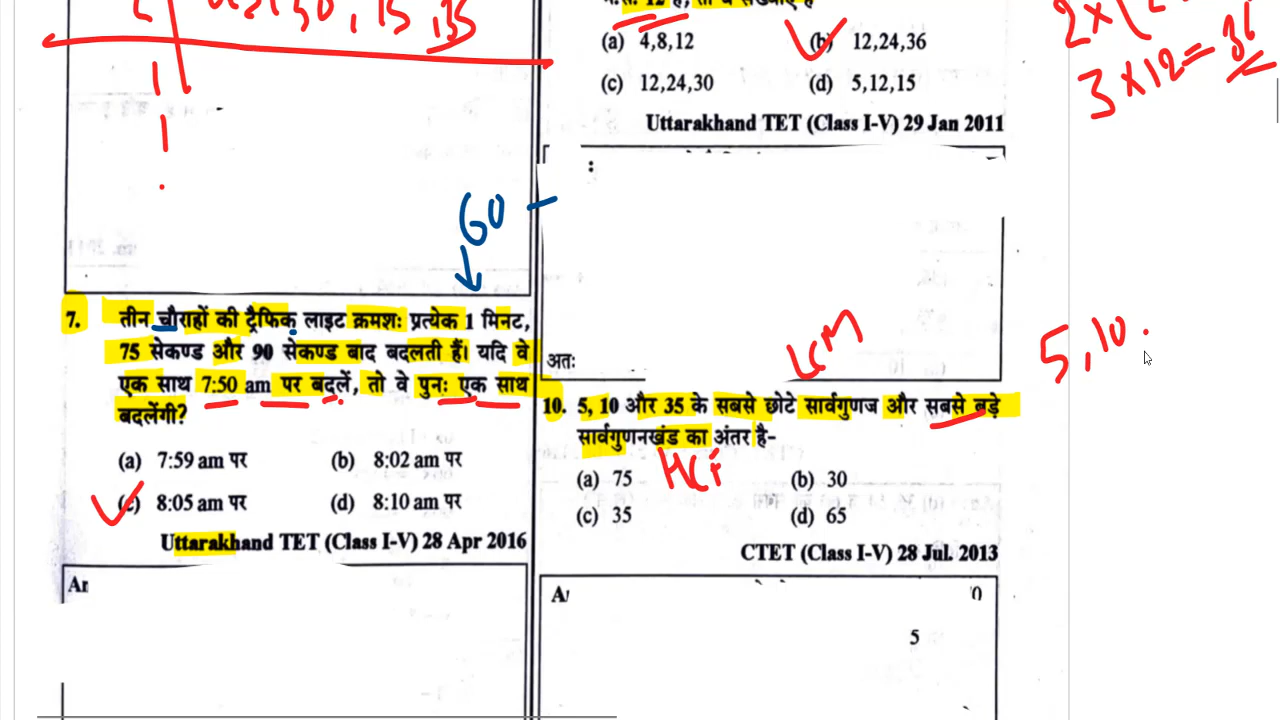 (a) 4,8,12
(b) 12,24,36
(c) 12,24,30
(d) 5,12,15
Uttarakhand TET (Class I-V) 29 Jan 2011
3 × 12 = 36
60
7. तीन चौराहों की ट्रैफिक लाइट क्रमशः प्रत्येक 1 मिनट,
75 सेकण्ड और 90 सेकण्ड बाद बदलती हैं। यदि वे
एक साथ 7:50 am पर बदलें, तो वे पुनः एक साथ
बदलेंगी?
(a) 7:59 am पर
(b) 8:02 am पर
(c) 8:05 am पर
(d) 8:10 am पर
Uttarakhand TET (Class I-V) 28 Apr 2016
अतः
LCM
5, 10
10. 5, 10 और 35 के सबसे छोटे सार्वगुणज और सबसे बड़े
सार्वगुणनखंड का अंतर है-
HCF
(a) 75
(b) 30
(c) 35
(d) 65
CTET (Class I-V) 28 Jul. 2013
5